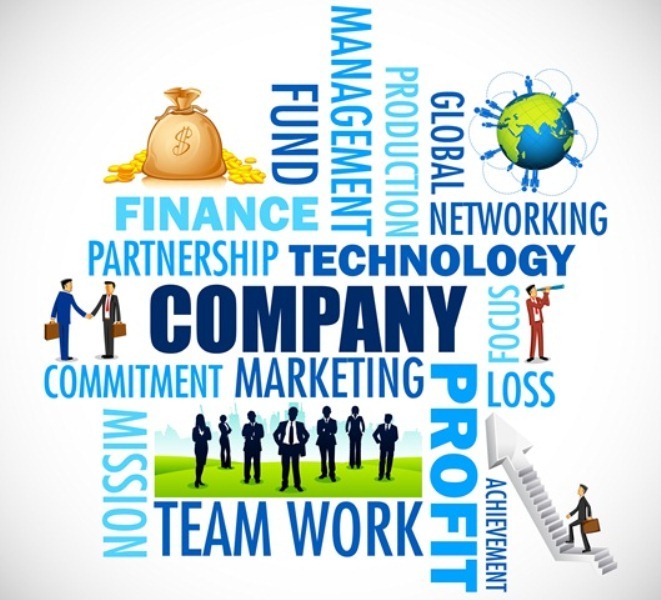 MANAGEMENT
FUND
PRODUCTION
GLOBAL
$
FINANCE
NETWORKING
PARTNERSHIP
TECHNOLOGY
COMPANY
FOCUS
COMMITMENT
MARKETING
PROFIT
LOSS
MISSION
TEAM WORK
ACHIEVEMENT